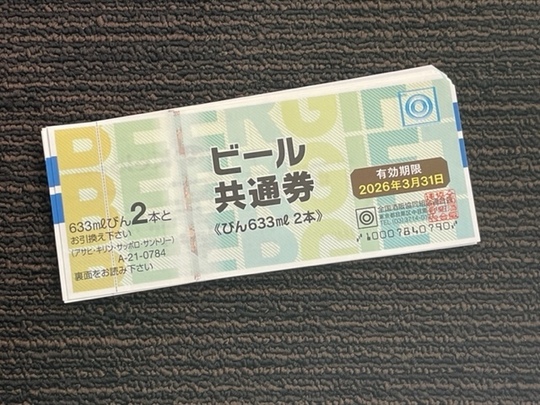 BEERGIF
ビール
共通券
《びん633㎖ 2本》
633㎖びん2本と
お引換え下さい
(アサヒ・キリン・サッポロ・サントリー)
A-21-0784
裏面をお読み下さい
有効期限
2026年3月31日